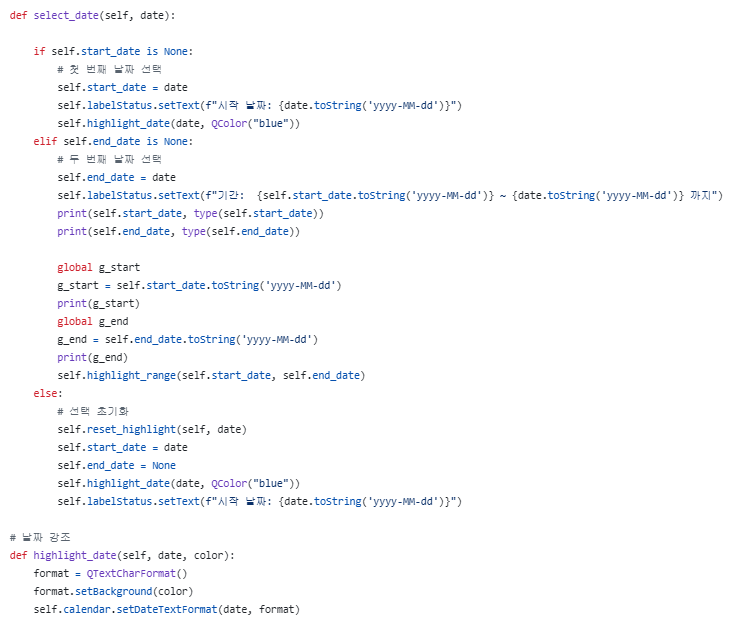 def select_date(self, date):
    if self.start_date is None:
        # 첫 번째 날짜 선택
        self.start_date = date
        self.labelStatus.setText(f"시작 날짜: {date.toString('yyyy-MM-dd')}")
        self.highlight_date(date, QColor("blue"))
    elif self.end_date is None:
        # 두 번째 날짜 선택
        self.end_date = date
        self.labelStatus.setText(f"기간:  {self.start_date.toString('yyyy-MM-dd')} ~ {date.toString('yyyy-MM-dd')} 까지")
        print(self.start_date, type(self.start_date))
        print(self.end_date, type(self.end_date))
        global g_start
        g_start = self.start_date.toString('yyyy-MM-dd')
        print(g_start)
        global g_end
        g_end = self.end_date.toString('yyyy-MM-dd')
        print(g_end)
        self.highlight_range(self.start_date, self.end_date)
    else:
        # 선택 초기화
        self.reset_highlight(self, date)
        self.start_date = date
        self.end_date = None
        self.highlight_date(date, QColor("blue"))
        self.labelStatus.setText(f"시작 날짜: {date.toString('yyyy-MM-dd')}")
# 날짜 강조
def highlight_date(self, date, color):
    format = QTextCharFormat()
    format.setBackground(color)
    self.calendar.setDateTextFormat(date, format)